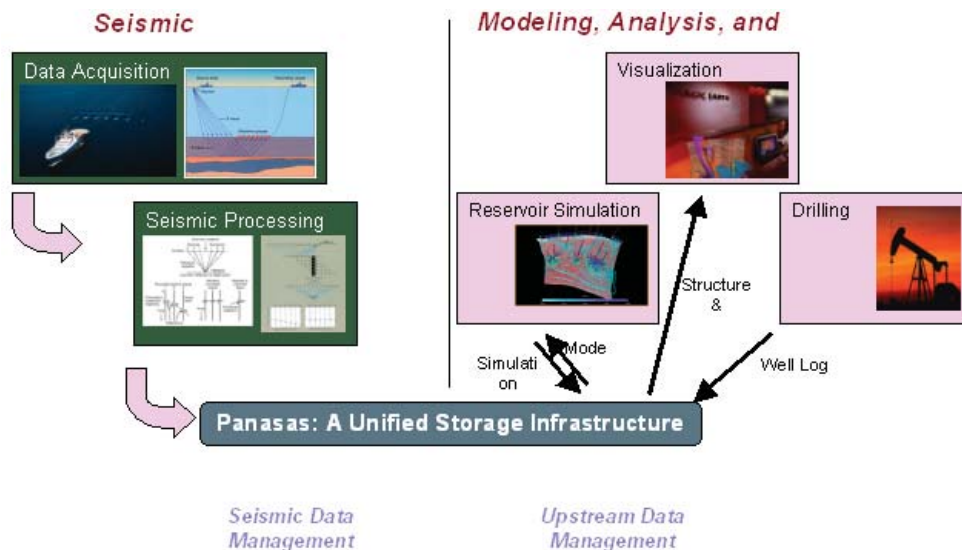 Seismic
Modeling, Analysis, and
Data Acquisition
Seismic Processing
Visualization
Reservoir Simulation
Drilling
Structure
&
Mode
Simulati
on
Well Log
Panasas: A Unified Storage Infrastructure
Seismic Data
Management
Upstream Data
Management